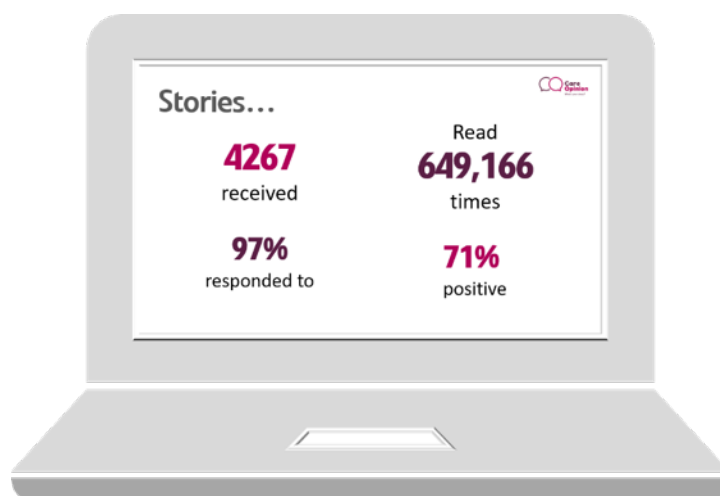 Stories...
Care
Opinion
4267
received
Read
649,166
times
97%
responded to
71%
positive